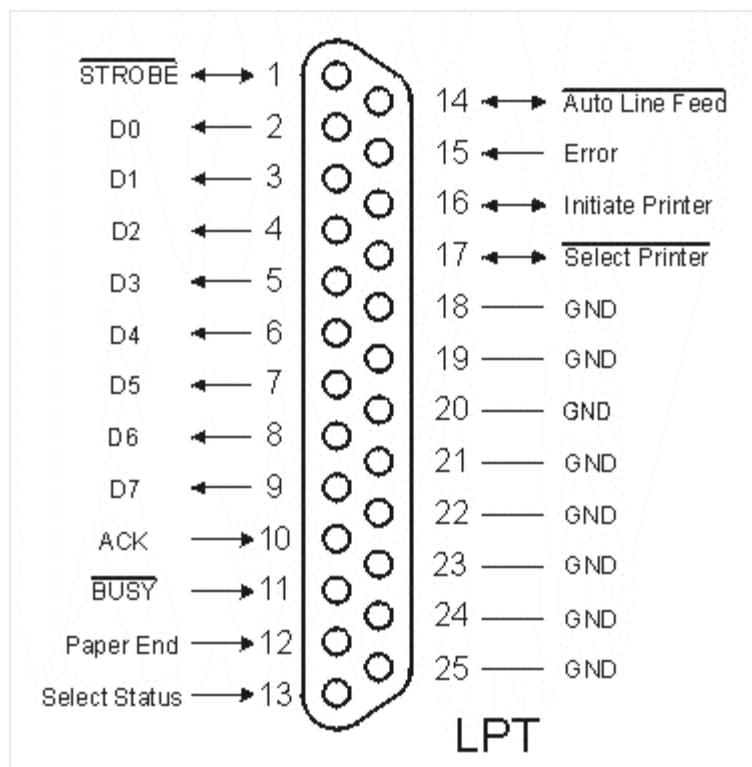 STROBE 1
D0 2
D1 3
D2 4
D3 5
D4 6
D5 7
D6 8
D7 9
ACK 10
BUSY 11
Paper End 12
Select Status 13
14 Auto Line Feed
15 Error
16 Initiate Printer
17 Select Printer
18 GND
19 GND
20 GND
21 GND
22 GND
23 GND
24 GND
25 GND
LPT